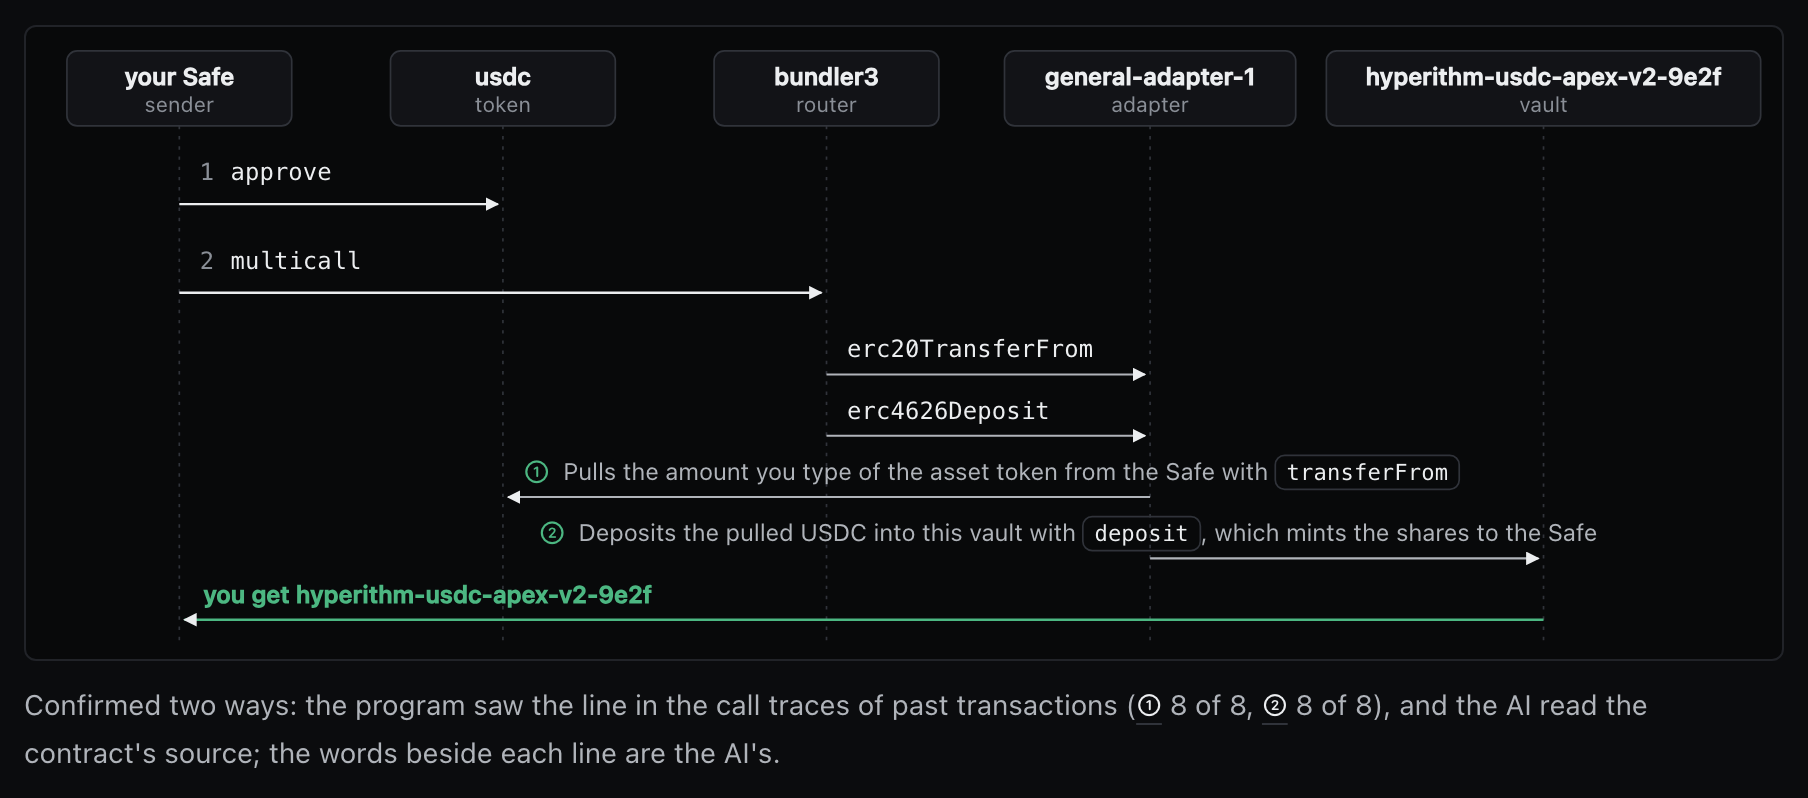 your Safe
sender
usdc
token
bundler3
router
general-adapter-1
adapter
hyperithm-usdc-apex-v2-9e2f
vault
1 approve
2 multicall
erc20TransferFrom
erc4626Deposit
① Pulls the amount you type of the asset token from the Safe with transferFrom
② Deposits the pulled USDC into this vault with deposit, which mints the shares to the Safe
you get hyperithm-usdc-apex-v2-9e2f
Confirmed two ways: the program saw the line in the call traces of past transactions (① 8 of 8, ② 8 of 8), and the AI read the
contract's source; the words beside each line are the AI's.